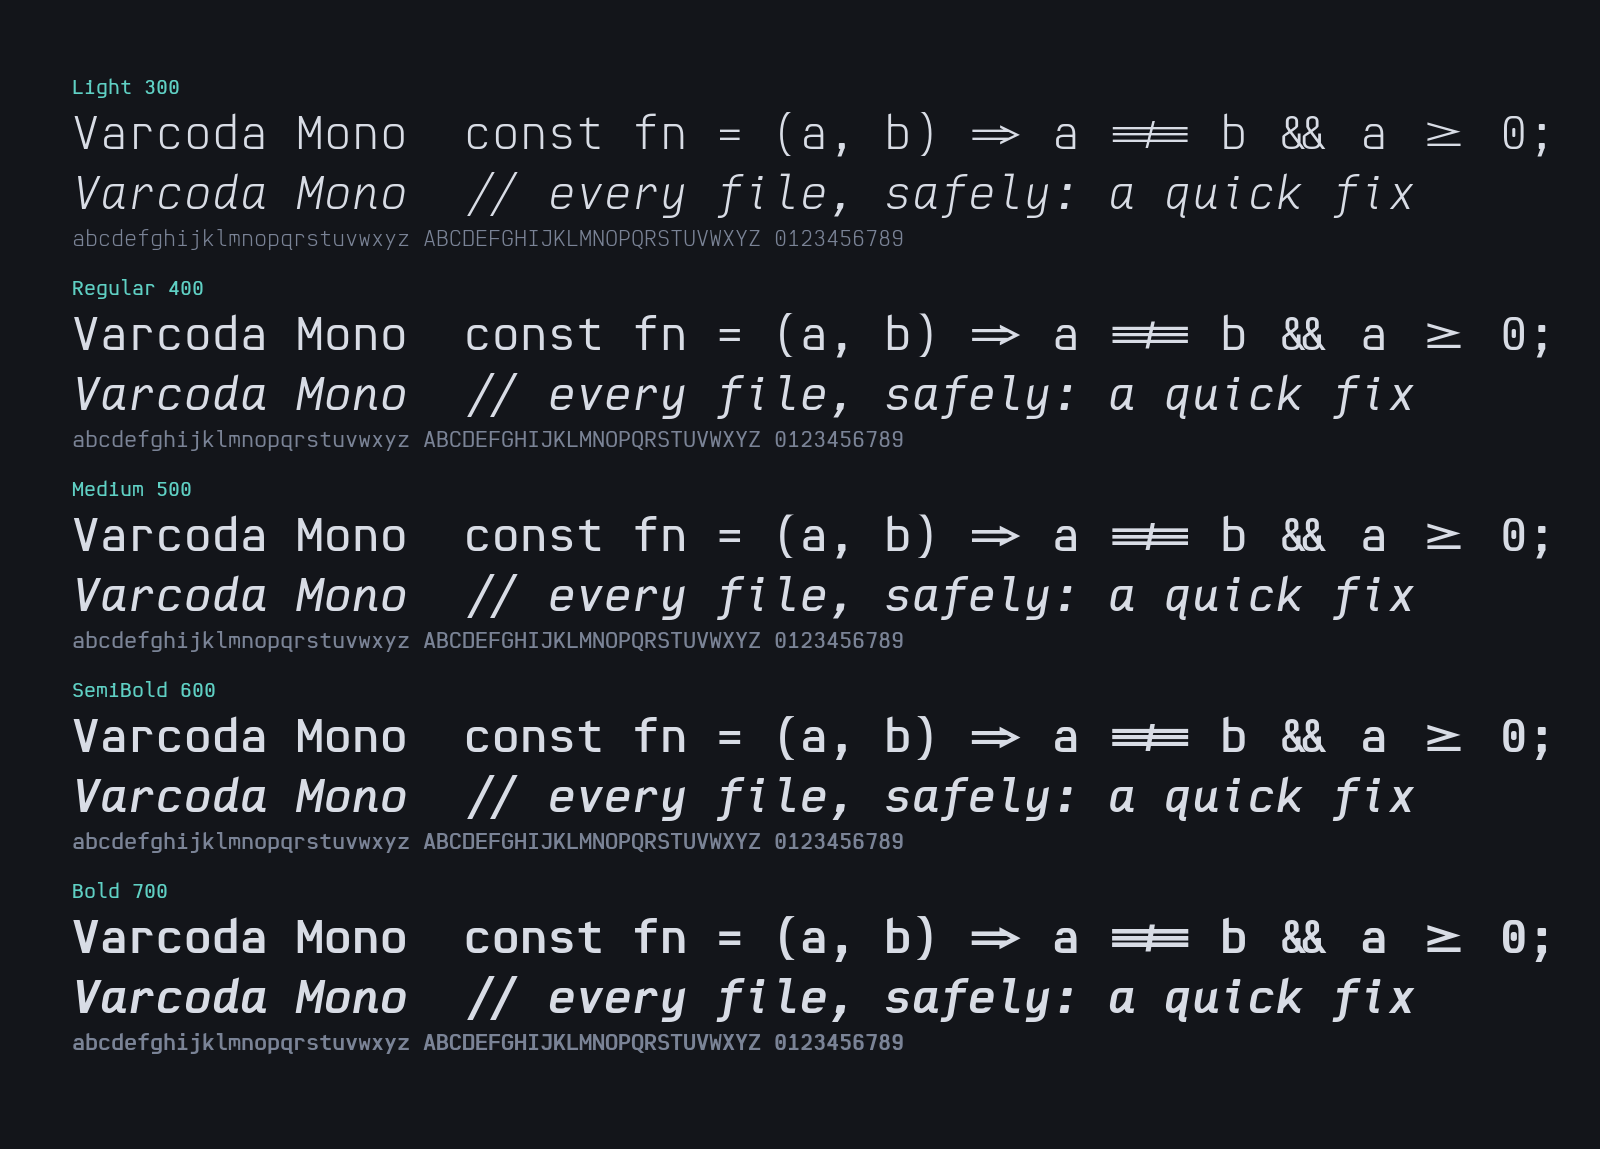 Light 300
Varcoda Mono  const fn = (a, b) => a !== b && a >= 0;
Varcoda Mono  // every file, safely: a quick fix
abcdefghijklmnopqrstuvwxyz ABCDEFGHIJKLMNOPQRSTUVWXYZ 0123456789
Regular 400
Varcoda Mono  const fn = (a, b) => a !== b && a >= 0;
Varcoda Mono  // every file, safely: a quick fix
abcdefghijklmnopqrstuvwxyz ABCDEFGHIJKLMNOPQRSTUVWXYZ 0123456789
Medium 500
Varcoda Mono  const fn = (a, b) => a !== b && a >= 0;
Varcoda Mono  // every file, safely: a quick fix
abcdefghijklmnopqrstuvwxyz ABCDEFGHIJKLMNOPQRSTUVWXYZ 0123456789
SemiBold 600
Varcoda Mono  const fn = (a, b) => a !== b && a >= 0;
Varcoda Mono  // every file, safely: a quick fix
abcdefghijklmnopqrstuvwxyz ABCDEFGHIJKLMNOPQRSTUVWXYZ 0123456789
Bold 700
Varcoda Mono  const fn = (a, b) => a !== b && a >= 0;
Varcoda Mono  // every file, safely: a quick fix
abcdefghijklmnopqrstuvwxyz ABCDEFGHIJKLMNOPQRSTUVWXYZ 0123456789